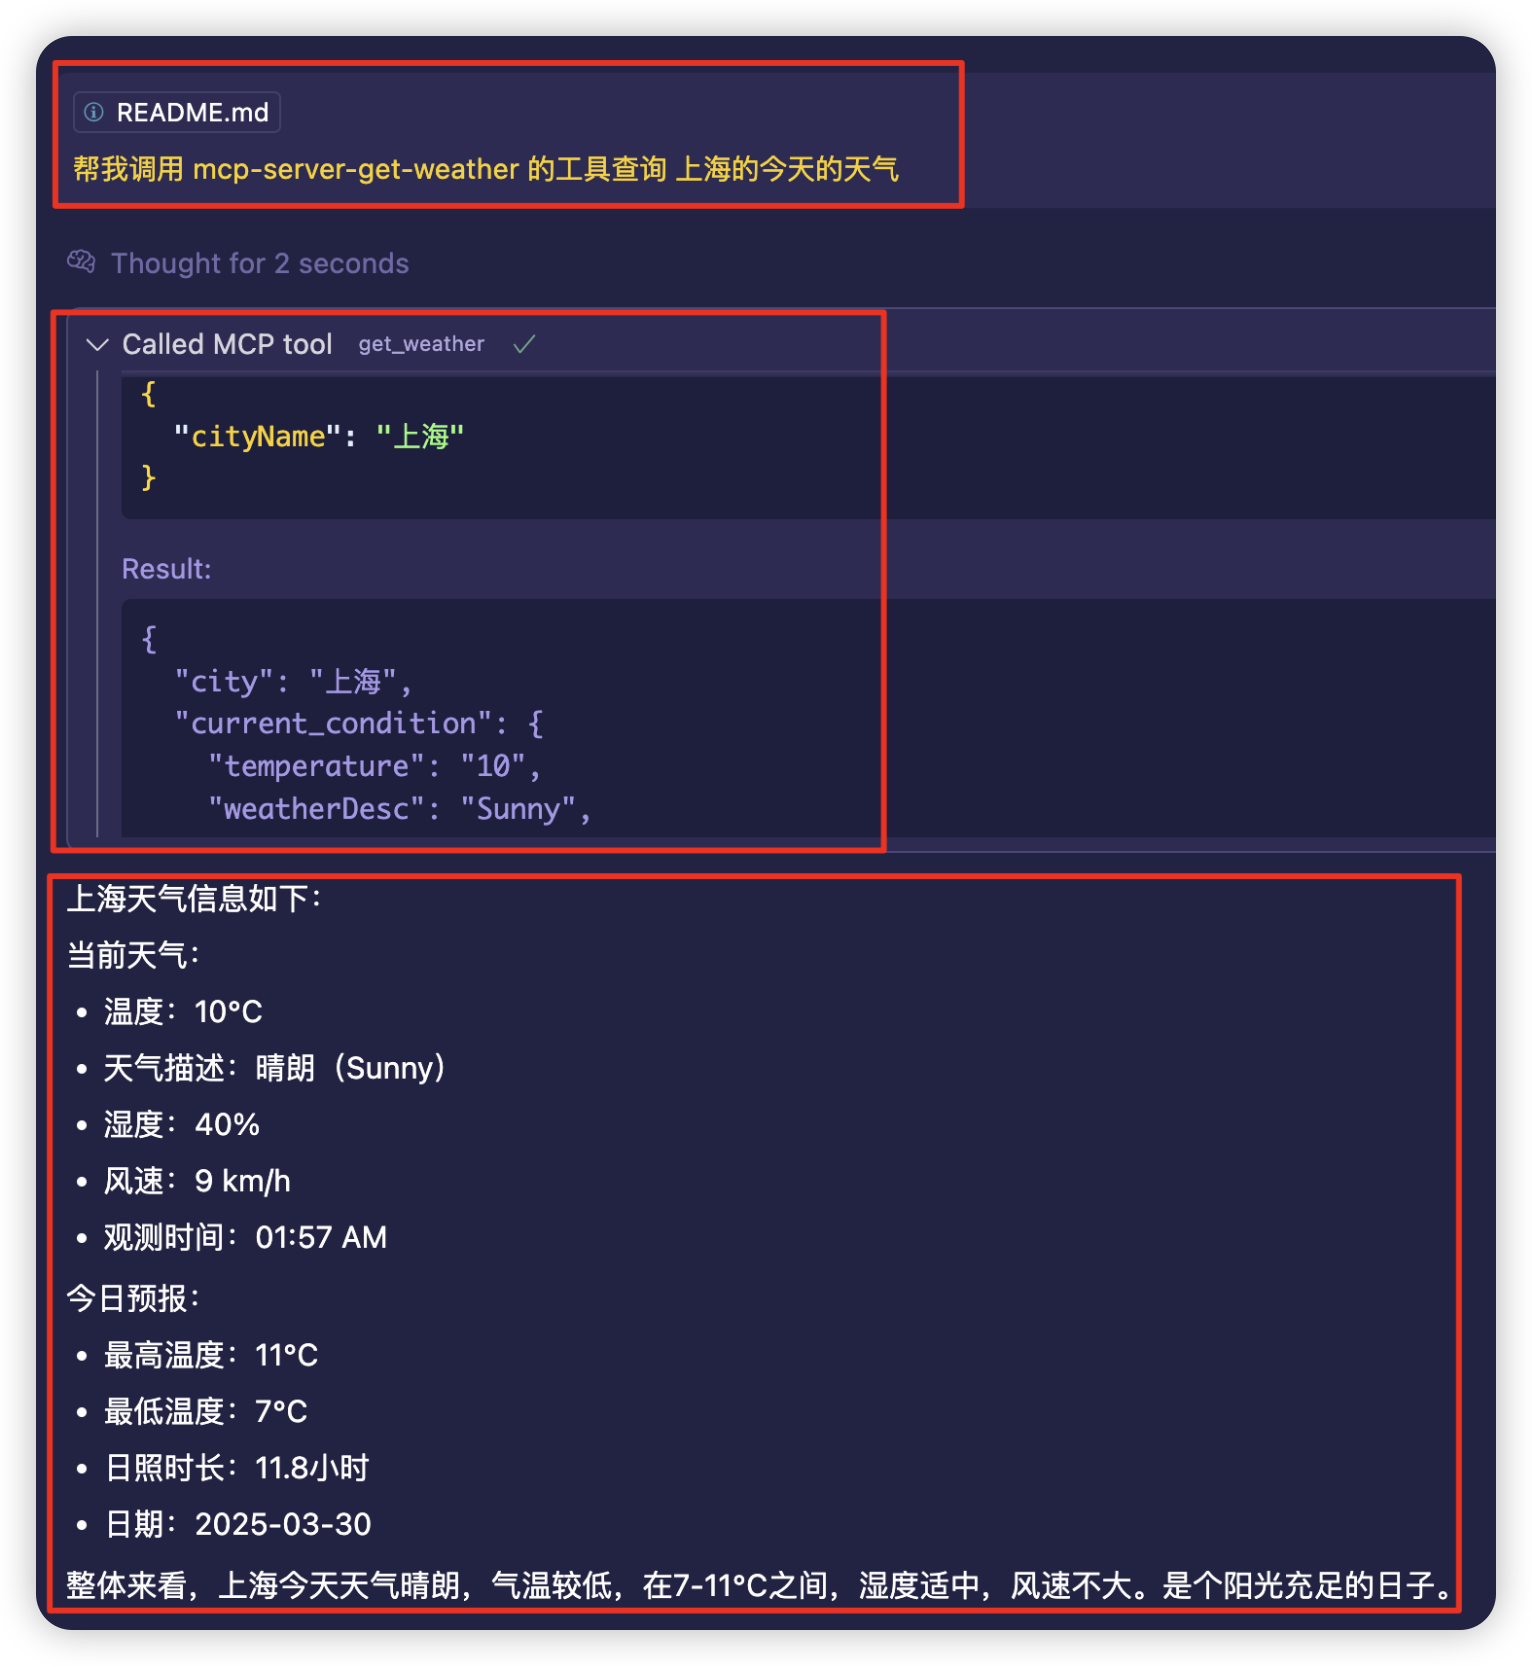 README.md
帮我调用 mcp-server-get-weather 的工具查询 上海的今天的天气
Thought for 2 seconds
Called MCP tool get_weather
{
"cityName": "上海"
}
Result:
{
"city": "上海",
"current_condition": {
"temperature": "10",
"weatherDesc": "Sunny",
上海天气信息如下：
当前天气：
• 温度：10°C
• 天气描述：晴朗（Sunny）
• 湿度：40%
• 风速：9 km/h
• 观测时间：01:57 AM
今日预报：
• 最高温度：11°C
• 最低温度：7°C
• 日照时长：11.8小时
• 日期：2025-03-30
整体来看，上海今天天气晴朗，气温较低，在7-11°C之间，湿度适中，风速不大。是个阳光充足的日子。